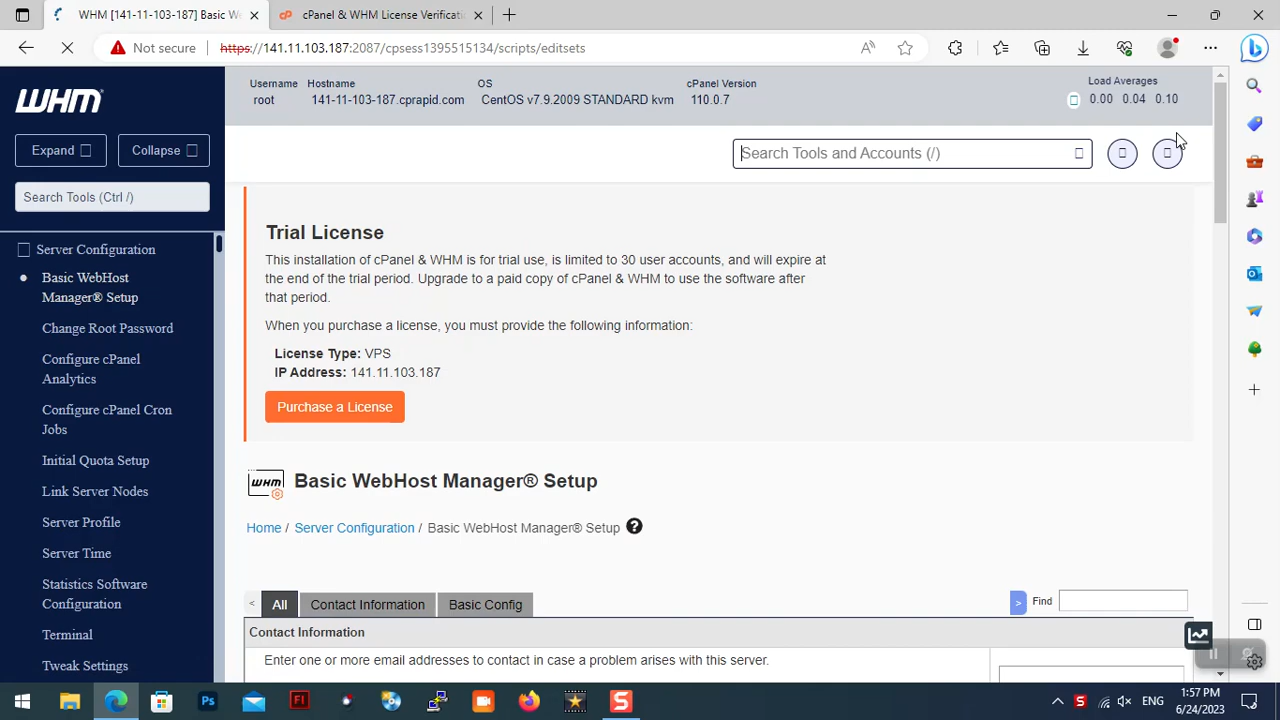 WHM [141-11-103-187] Basic We
cPanel & WHM License Verificati
Not secure
https://141.11.103.187:2087/cpsess1395515134/scripts/editsets
WHM
Expand
Collapse
Search Tools (Ctrl /)
Server Configuration
Basic WebHost
Manager® Setup
Change Root Password
Configure cPanel
Analytics
Configure cPanel Cron
Jobs
Initial Quota Setup
Link Server Nodes
Server Profile
Server Time
Statistics Software
Configuration
Terminal
Tweak Settings
Username
root
Hostname
141-11-103-187.cprapid.com
OS
CentOS v7.9.2009 STANDARD kvm
cPanel Version
110.0.7
Load Averages
0.00 0.04 0.10
Search Tools and Accounts (/)
Trial License
This installation of cPanel & WHM is for trial use, is limited to 30 user accounts, and will expire at
the end of the trial period. Upgrade to a paid copy of cPanel & WHM to use the software after
that period.
When you purchase a license, you must provide the following information:
License Type: VPS
IP Address: 141.11.103.187
Purchase a License
WHM
Basic WebHost Manager® Setup
Home / Server Configuration / Basic WebHost Manager® Setup
< All Contact Information Basic Config > Find
Contact Information
Enter one or more email addresses to contact in case a problem arises with this server.
Ps
Fl
S
S
ENG
1:57 PM
6/24/2023